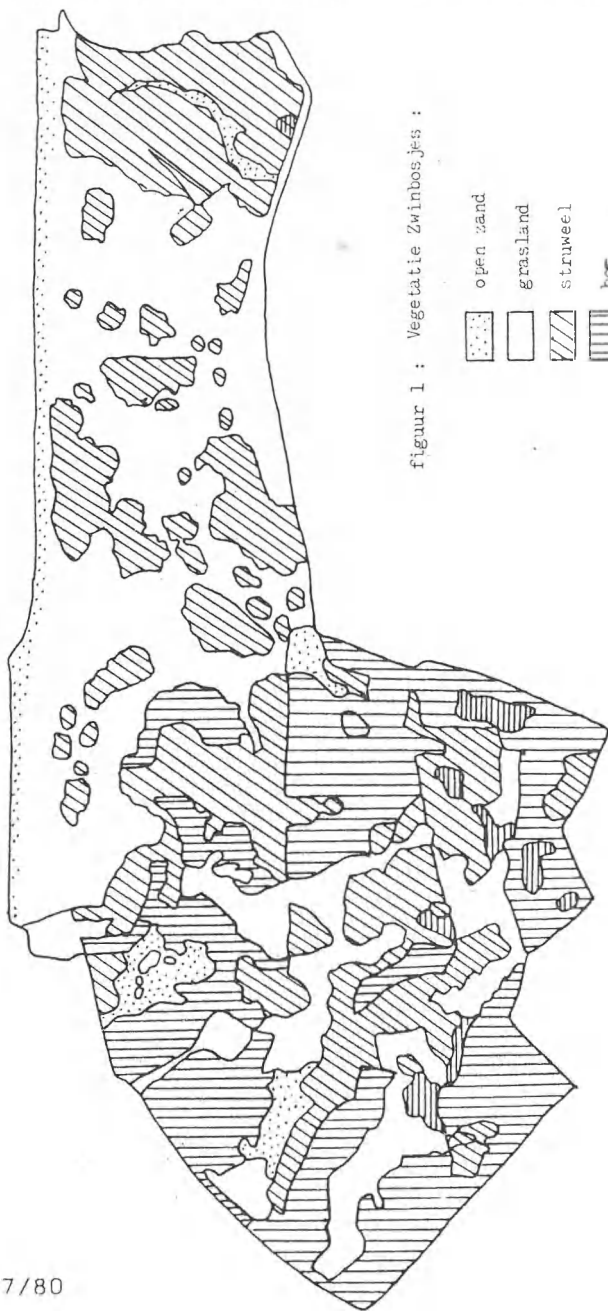 figuur 1 : Vegetatie Zwinbosjes :
open zand
grasland
struweel
7/80